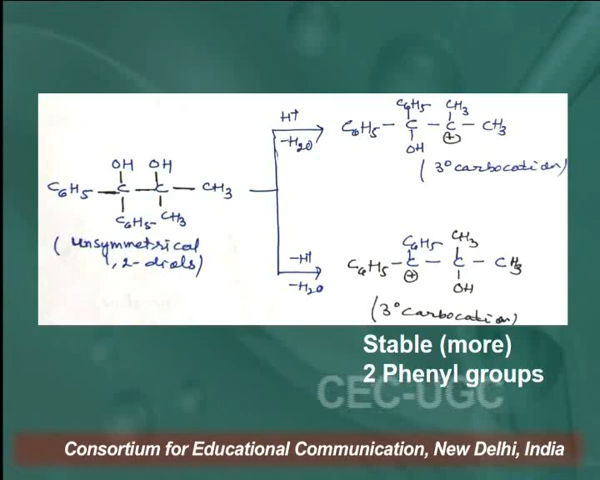 OH OH
C6H5 — C — C — CH3
C6H5 CH3
(unsymmetrical
1,2-diols)
H+
-H2O
C6H5 CH3
C6H5 — C — C — CH3
OH +
(3° carbocation)
-H+
-H2O
C6H5 CH3
C6H5 — C — C — CH3
+ OH
(3° carbocation)
Stable (more)
2 Phenyl groups
CEC-UGC
Consortium for Educational Communication, New Delhi, India